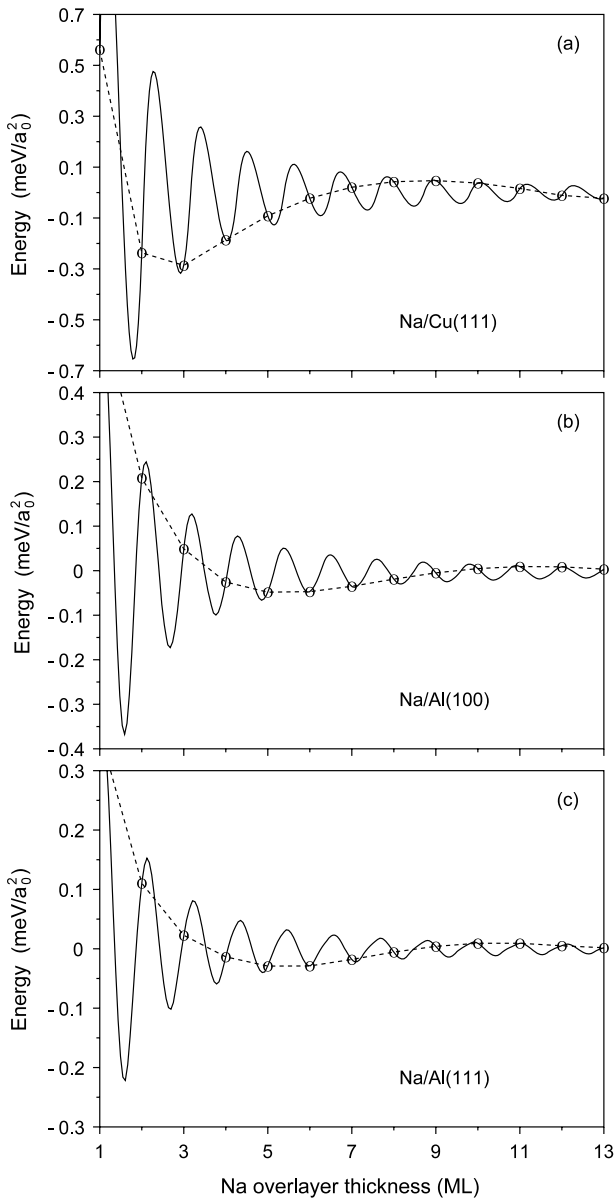 0.7
(a)
0.5
0.3
0.1
-0.1
-0.3
-0.5
-0.7
Energy (meV/a₀²)
Na/Cu(111)
0.4
(b)
0.3
0.2
0.1
0
-0.1
-0.2
-0.3
-0.4
Energy (meV/a₀²)
Na/Al(100)
0.3
(c)
0.2
0.1
0
-0.1
-0.2
-0.3
Energy (meV/a₀²)
Na/Al(111)
1 3 5 7 9 11 13
Na overlayer thickness (ML)